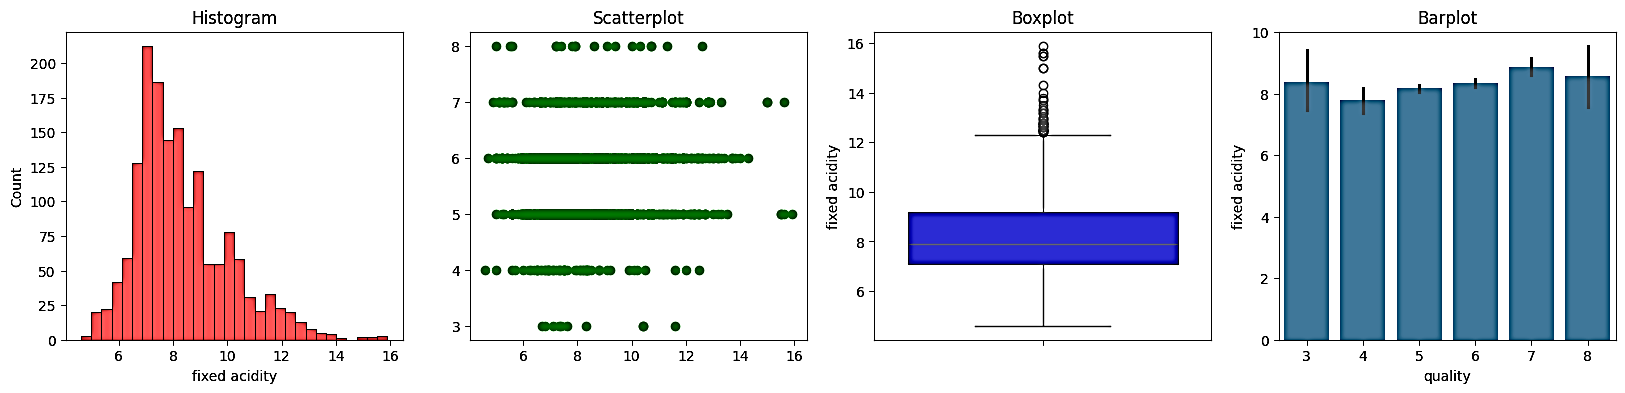 Histogram
Count
200
175
150
125
100
75
50
25
0
6 8 10 12 14 16
fixed acidity
Scatterplot
8
7
6
5
4
3
6 8 10 12 14 16
Boxplot
fixed acidity
16
14
12
10
8
6
Barplot
fixed acidity
10
8
6
4
2
0
3 4 5 6 7 8
quality